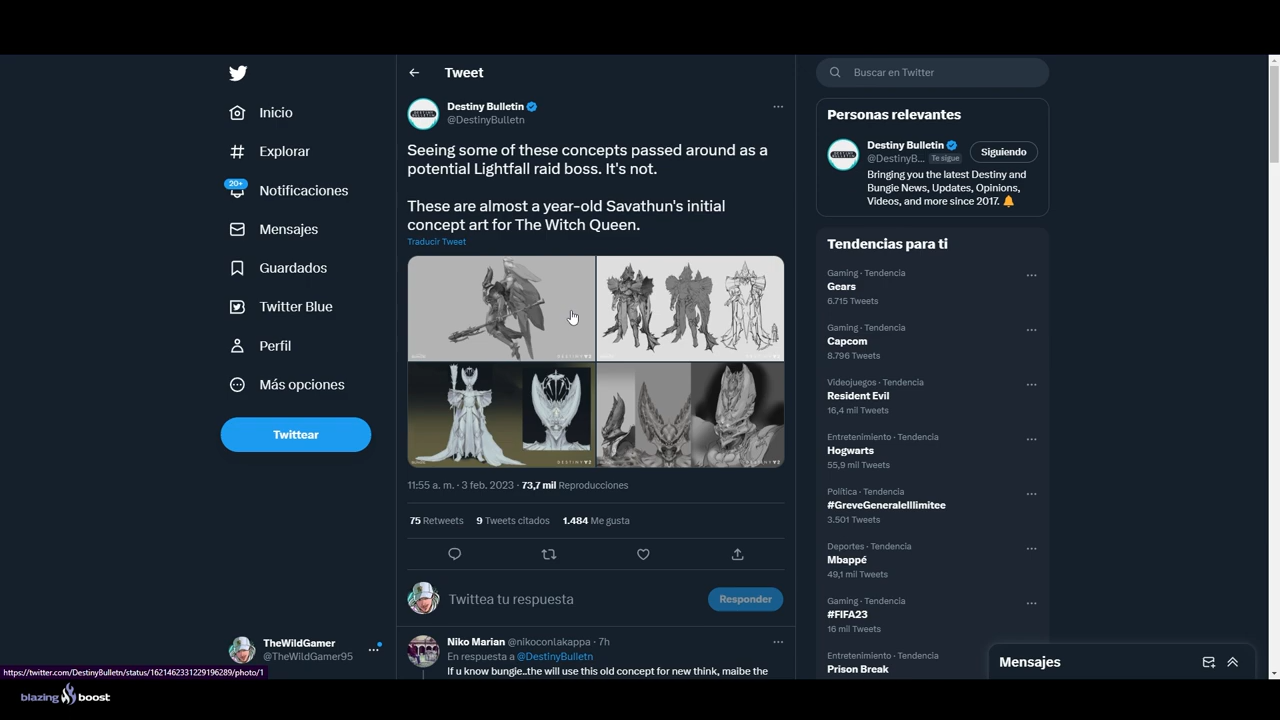 Inicio
Explorar
20+
Notificaciones
Mensajes
Guardados
Twitter Blue
Perfil
Más opciones
Twittear
TheWildGamer
@TheWildGamer95
https://twitter.com/DestinyBulletn/status/1621462331229196289/photo/1
blazing boost
Tweet
Destiny Bulletin
@DestinyBulletn
Seeing some of these concepts passed around as a
potential Lightfall raid boss. It's not.
These are almost a year-old Savathun's initial
concept art for The Witch Queen.
Traducir Tweet
11:55 a. m. · 3 feb. 2023 · 73,7 mil Reproducciones
75 Retweets 9 Tweets citados 1.484 Me gusta
Twittea tu respuesta
Responder
Niko Marian @nikoconlakappa · 7h
En respuesta a @DestinyBulletn
If u know bungie..the will use this old concept for new think, maibe the
Buscar en Twitter
Personas relevantes
Destiny Bulletin
@DestinyB... Te sigue
Siguiendo
Bringing you the latest Destiny and
Bungie News, Updates, Opinions,
Videos, and more since 2017.
Tendencias para ti
Gaming · Tendencia
Gears
6.715 Tweets
Gaming · Tendencia
Capcom
8.796 Tweets
Videojuegos · Tendencia
Resident Evil
16,4 mil Tweets
Entretenimiento · Tendencia
Hogwarts
55,9 mil Tweets
Política · Tendencia
#GreveGeneraleIllimitee
3.501 Tweets
Deportes · Tendencia
Mbappé
49,1 mil Tweets
Gaming · Tendencia
#FIFA23
16 mil Tweets
Entretenimiento · Tendencia
Prison Break
Mensajes